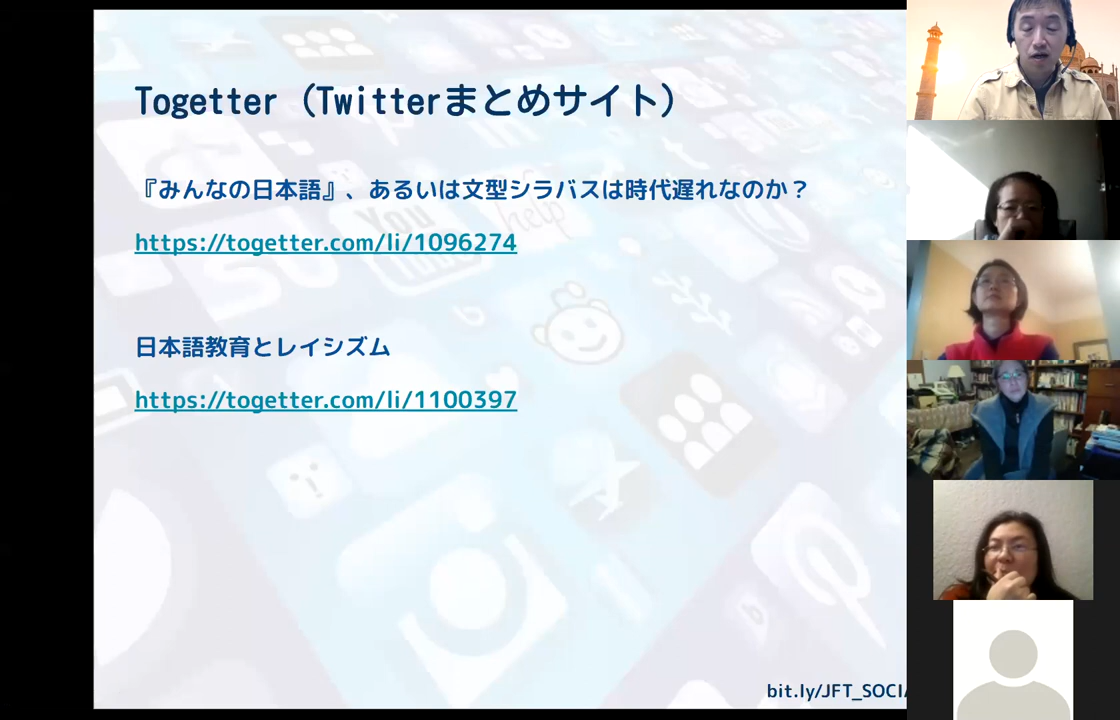 Togetter（Twitterまとめサイト）
『みんなの日本語』、あるいは文型シラバスは時代遅れなのか？
https://togetter.com/li/1096274
日本語教育とレイシズム
https://togetter.com/li/1100397
You
help
bit.ly/JFT_SOCI